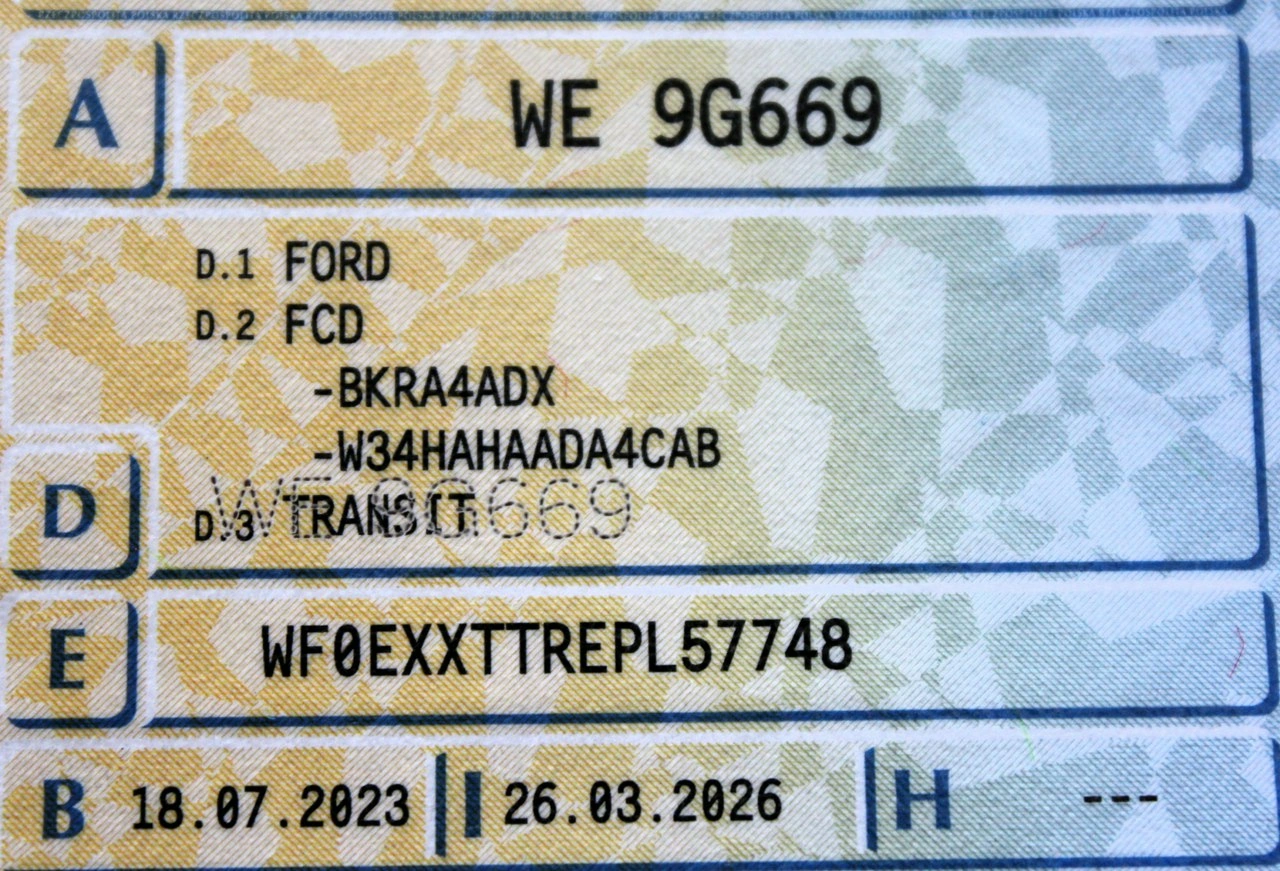 A WE 9G669
D.1 FORD
D.2 FCD
-BKRA4ADX
-W34HAHAADA4CAB
D D.3 TRANSIT
WE 9G669
E WF0EXXTTREPL57748
B 18.07.2023 I 26.03.2026 H ---